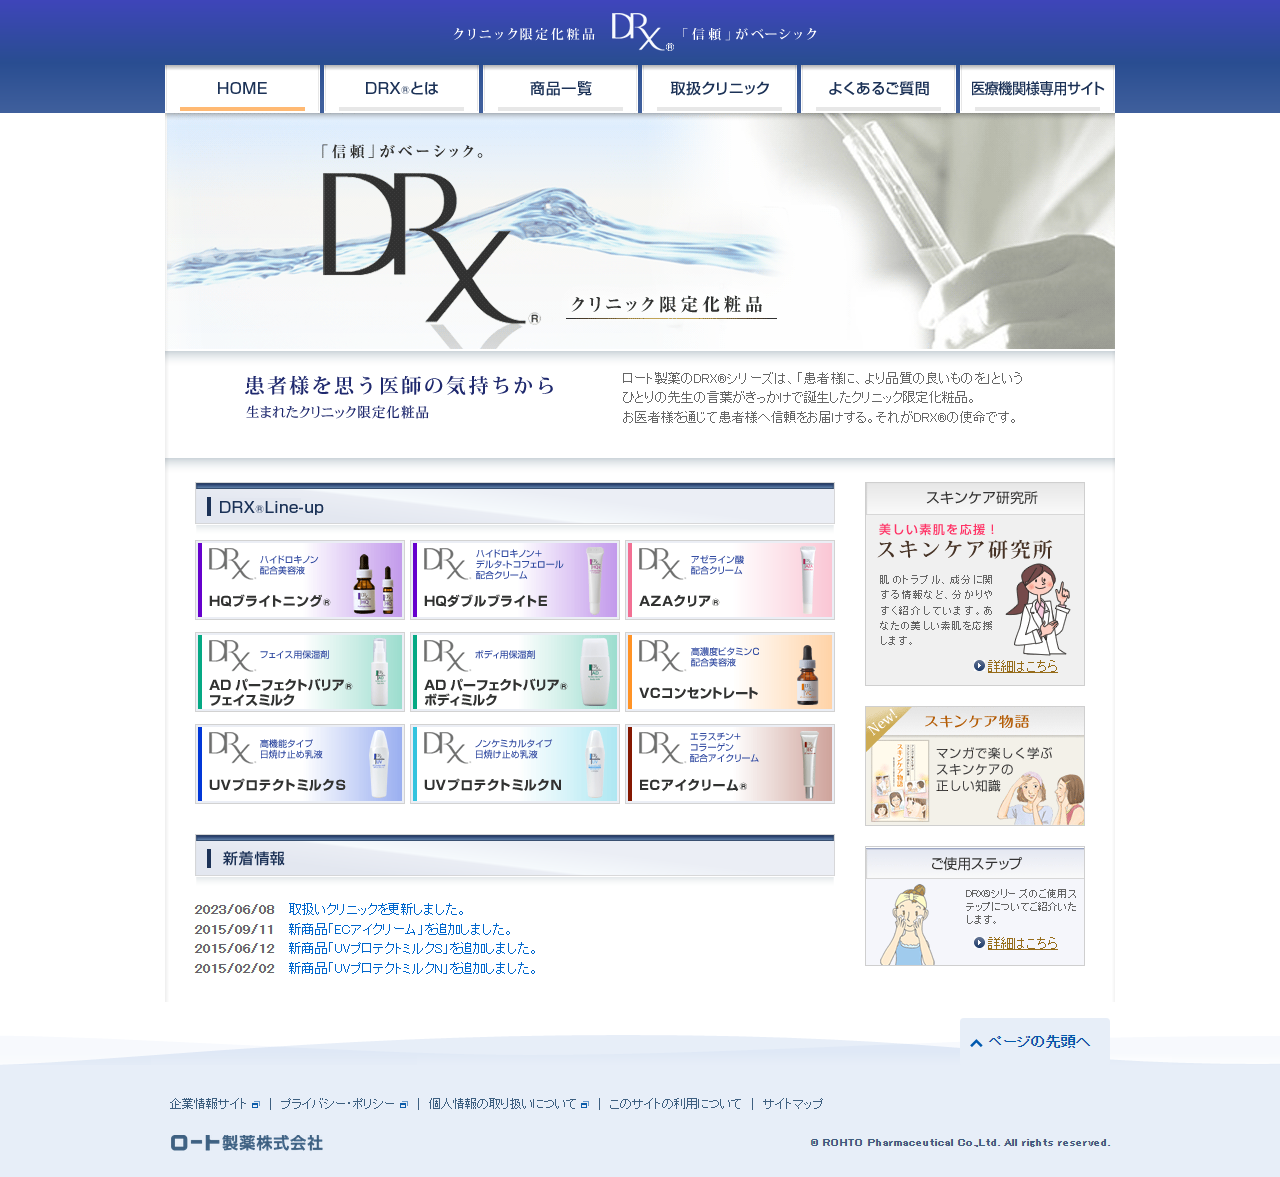 クリニック限定化粧品 DRX® 「信頼」がベーシック
HOME
DRX®とは
商品一覧
取扱クリニック
よくあるご質問
医療機関様専用サイト
「信頼」がベーシック。
DRX®
クリニック限定化粧品
患者様を思う医師の気持ちから
生まれたクリニック限定化粧品
ロート製薬のDRX®シリーズは、「患者様に、より品質の良いものを」という
ひとりの先生の言葉がきっかけで誕生したクリニック限定化粧品。
お医者様を通じて患者様へ信頼をお届けする。それがDRX®の使命です。
DRX®Line-up
DRX
ハイドロキノン
配合美容液
HQブライトニング®
DRX
ハイドロキノン＋
デルタ-トコフェロール
配合クリーム
HQダブルブライトE
DRX
アゼライン酸
配合クリーム
AZAクリア®
DRX
フェイス用保湿剤
AD パーフェクトバリア®
フェイスミルク
DRX
ボディ用保湿剤
AD パーフェクトバリア®
ボディミルク
DRX
高濃度ビタミンC
配合美容液
VCコンセントレート
DRX
高機能タイプ
日焼け止め乳液
UVプロテクトミルクS
DRX
ノンケミカルタイプ
日焼け止め乳液
UVプロテクトミルクN
DRX
エラスチン＋
コラーゲン
配合アイクリーム
ECアイクリーム®
新着情報
2023/06/08 取扱いクリニックを更新しました。
2015/09/11 新商品「ECアイクリーム」を追加しました。
2015/06/12 新商品「UVプロテクトミルクS」を追加しました。
2015/02/02 新商品「UVプロテクトミルクN」を追加しました。
スキンケア研究所
美しい素肌を応援！
スキンケア研究所
肌のトラブル、成分に関
する情報など、分かりや
すく紹介しています。あ
なたの美しい素肌を応援
します。
詳細はこちら
New!
スキンケア物語
スキンケア物語
マンガで楽しく学ぶ
スキンケアの
正しい知識
ご使用ステップ
DRX®シリーズのご使用ス
テップについてご紹介いた
します。
詳細はこちら
ページの先頭へ
企業情報サイト | プライバシー・ポリシー | 個人情報の取り扱いについて | このサイトの利用について | サイトマップ
ロート製薬株式会社
© ROHTO Pharmaceutical Co.,Ltd. All rights reserved.